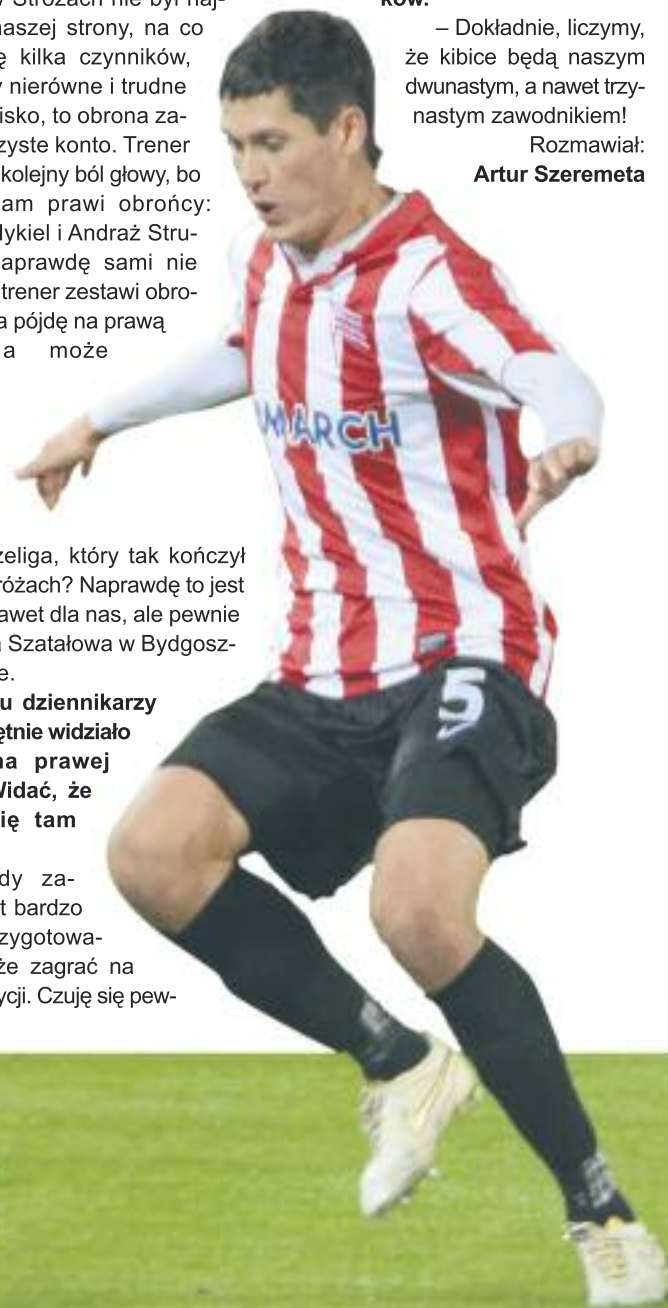 w Stróżach nie był naj-
naszej strony, na co
ę kilka czynników,
y nierówne i trudne
isko, to obrona za-
zyste konto. Trener
kolejny ból głowy, bo
am prawi obrońcy:
dykiel i Andraż Stru-
aprawdę sami nie
trener zestawi obro-
a pójdę na prawą
a może
zeliga, który tak kończył
różach? Naprawdę to jest
awet dla nas, ale pewnie
a Szatałowa w Bydgosz-
e.
u dziennikarzy
ętnie widziało
na prawej
Widać, że
ię tam
dy za-
t bardzo
zygotowa-
że zagrać na
ycji. Czuję się pew-
ków.
– Dokładnie, liczymy,
że kibice będą naszym
dwunastym, a nawet trzy-
nastym zawodnikiem!
Rozmawiał:
Artur Szeremeta
ARCH
5